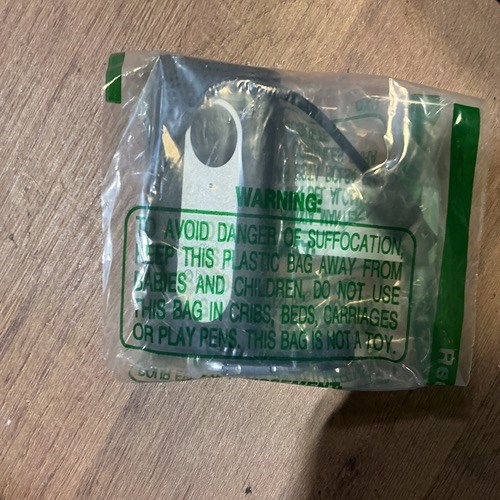 WARNING:
TO AVOID DANGER OF SUFFOCATION,
KEEP THIS PLASTIC BAG AWAY FROM
BABIES AND CHILDREN, DO NOT USE
THIS BAG IN CRIBS, BEDS, CARRIAGES
OR PLAY PENS, THIS BAG IS NOT A TOY.
Re